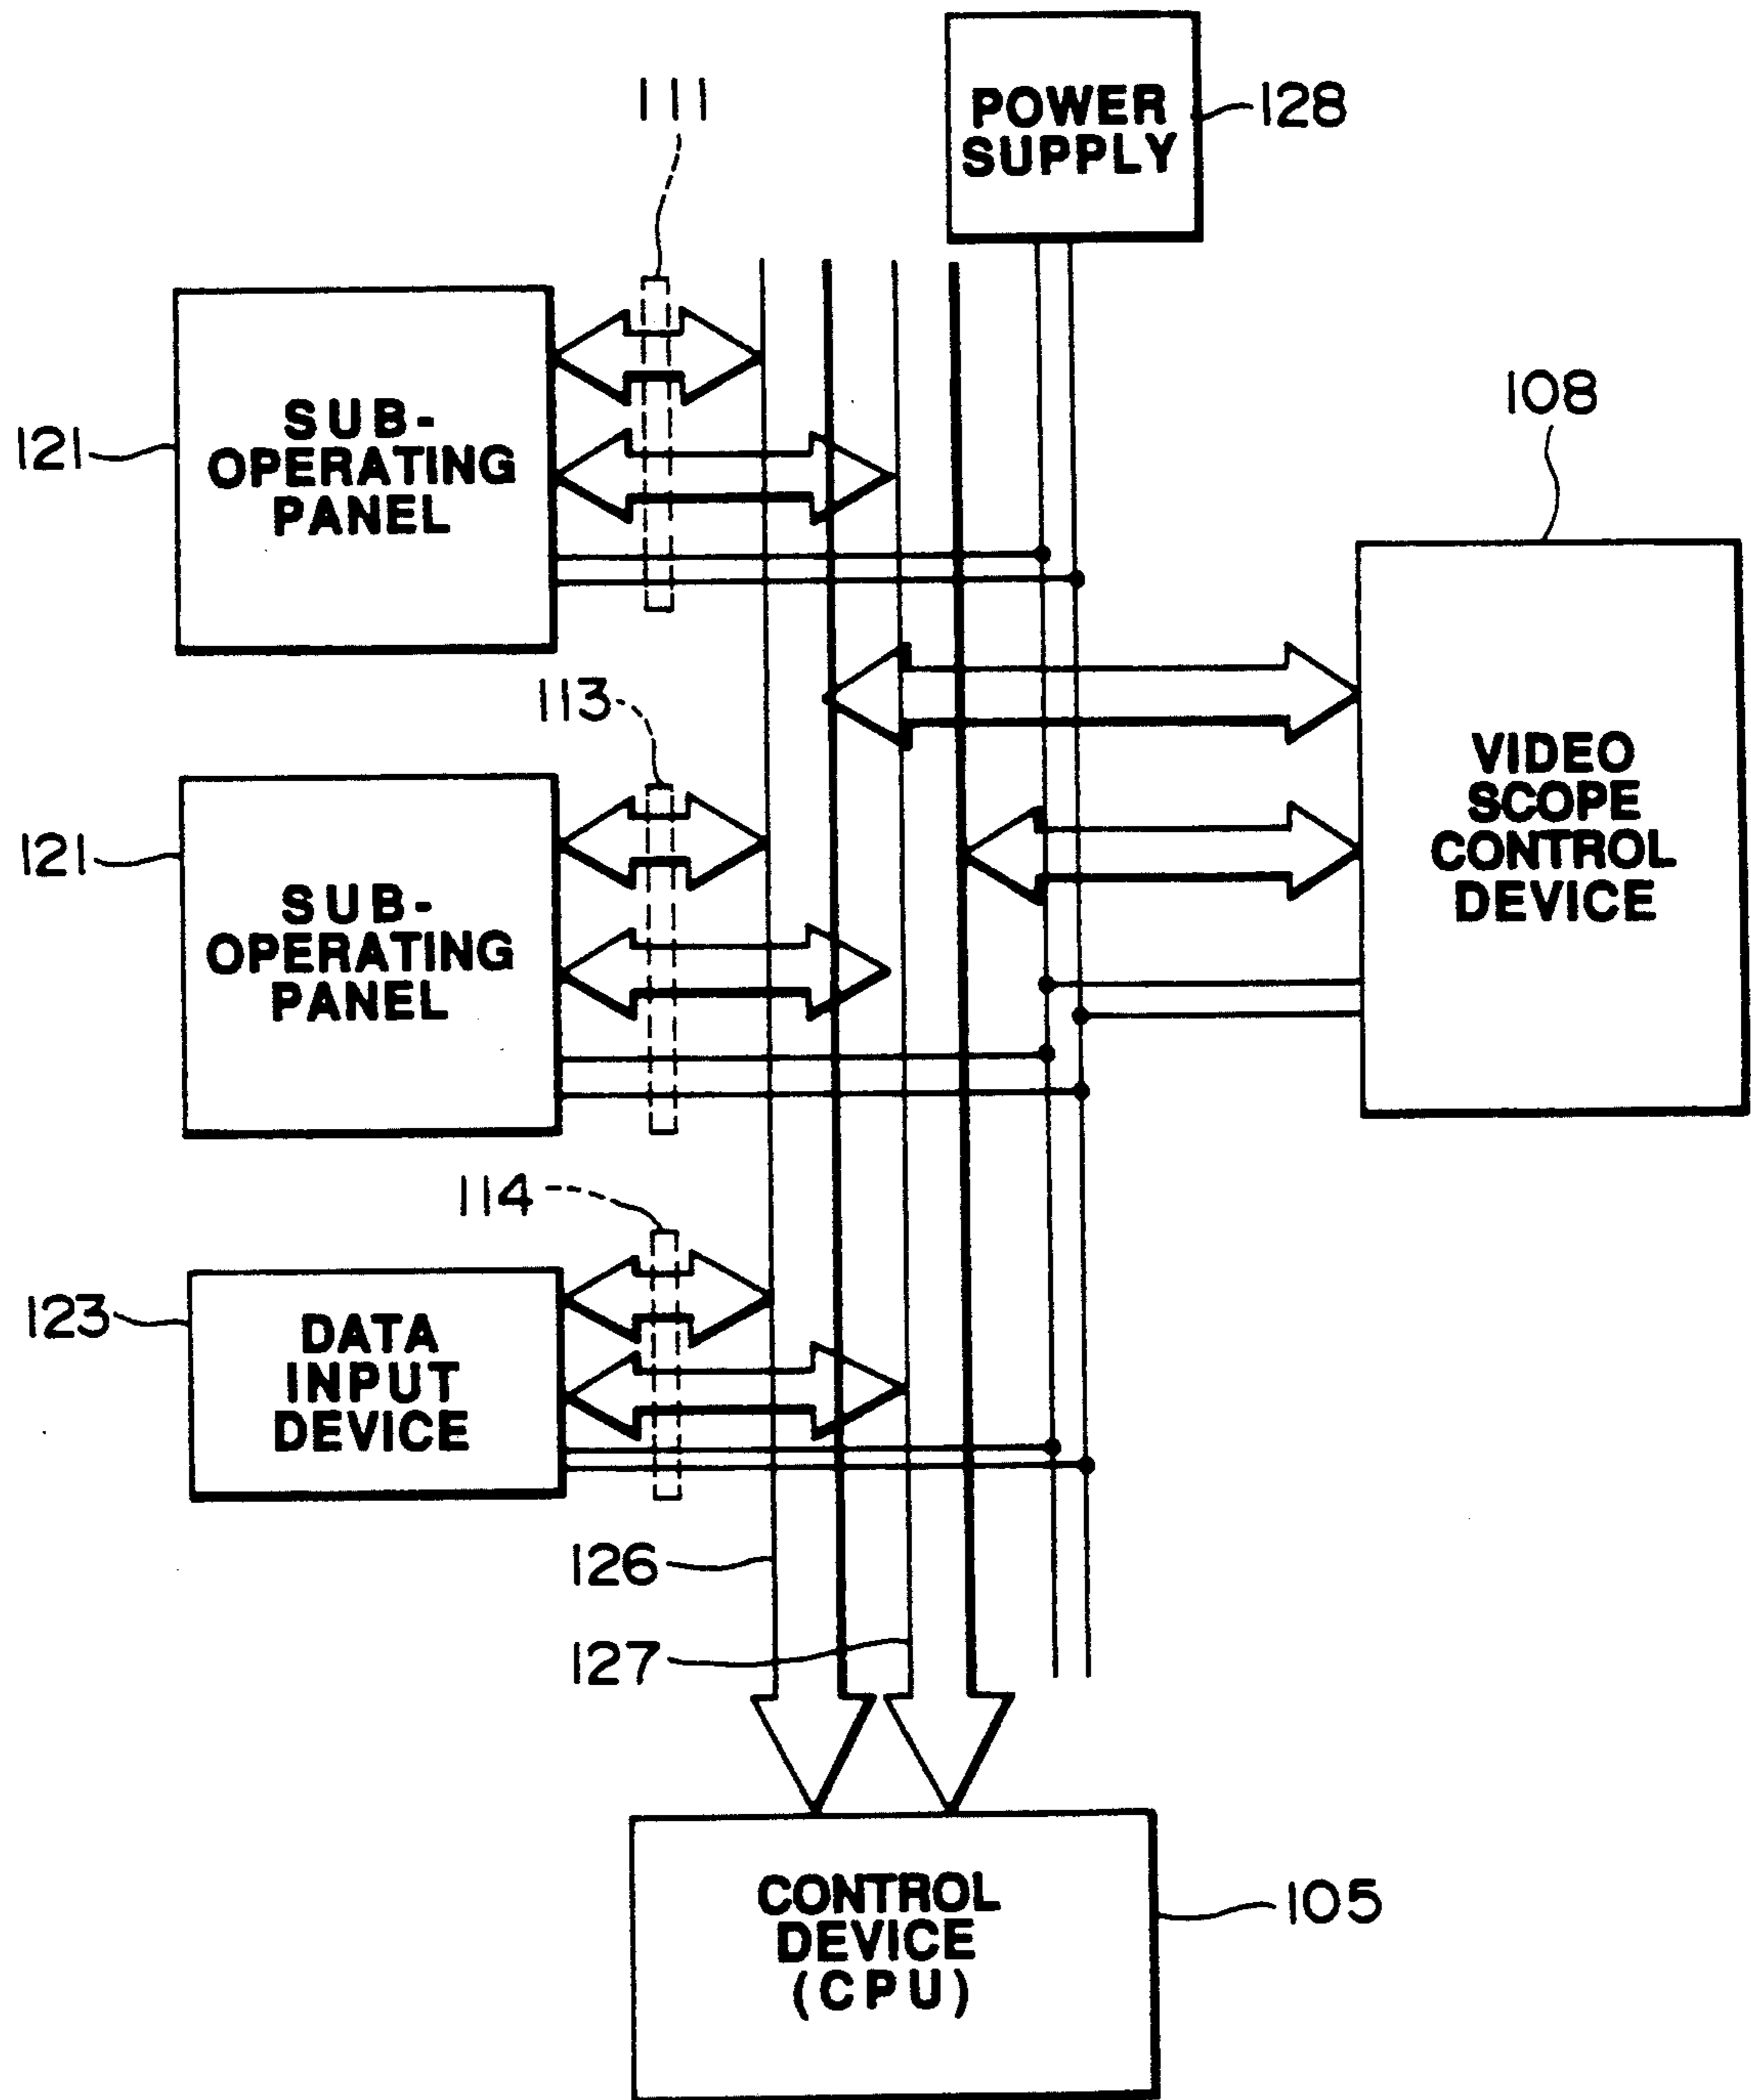 111
POWER
SUPPLY
128
121
SUB-
OPERATING
PANEL
108
113
VIDEO
SCOPE
CONTROL
DEVICE
121
SUB-
OPERATING
PANEL
114
123
DATA
INPUT
DEVICE
126
127
CONTROL
DEVICE
(CPU)
105